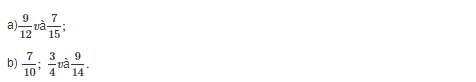 a) 9/12 và 7/15;
b) 7/10; 3/4 và 9/14.